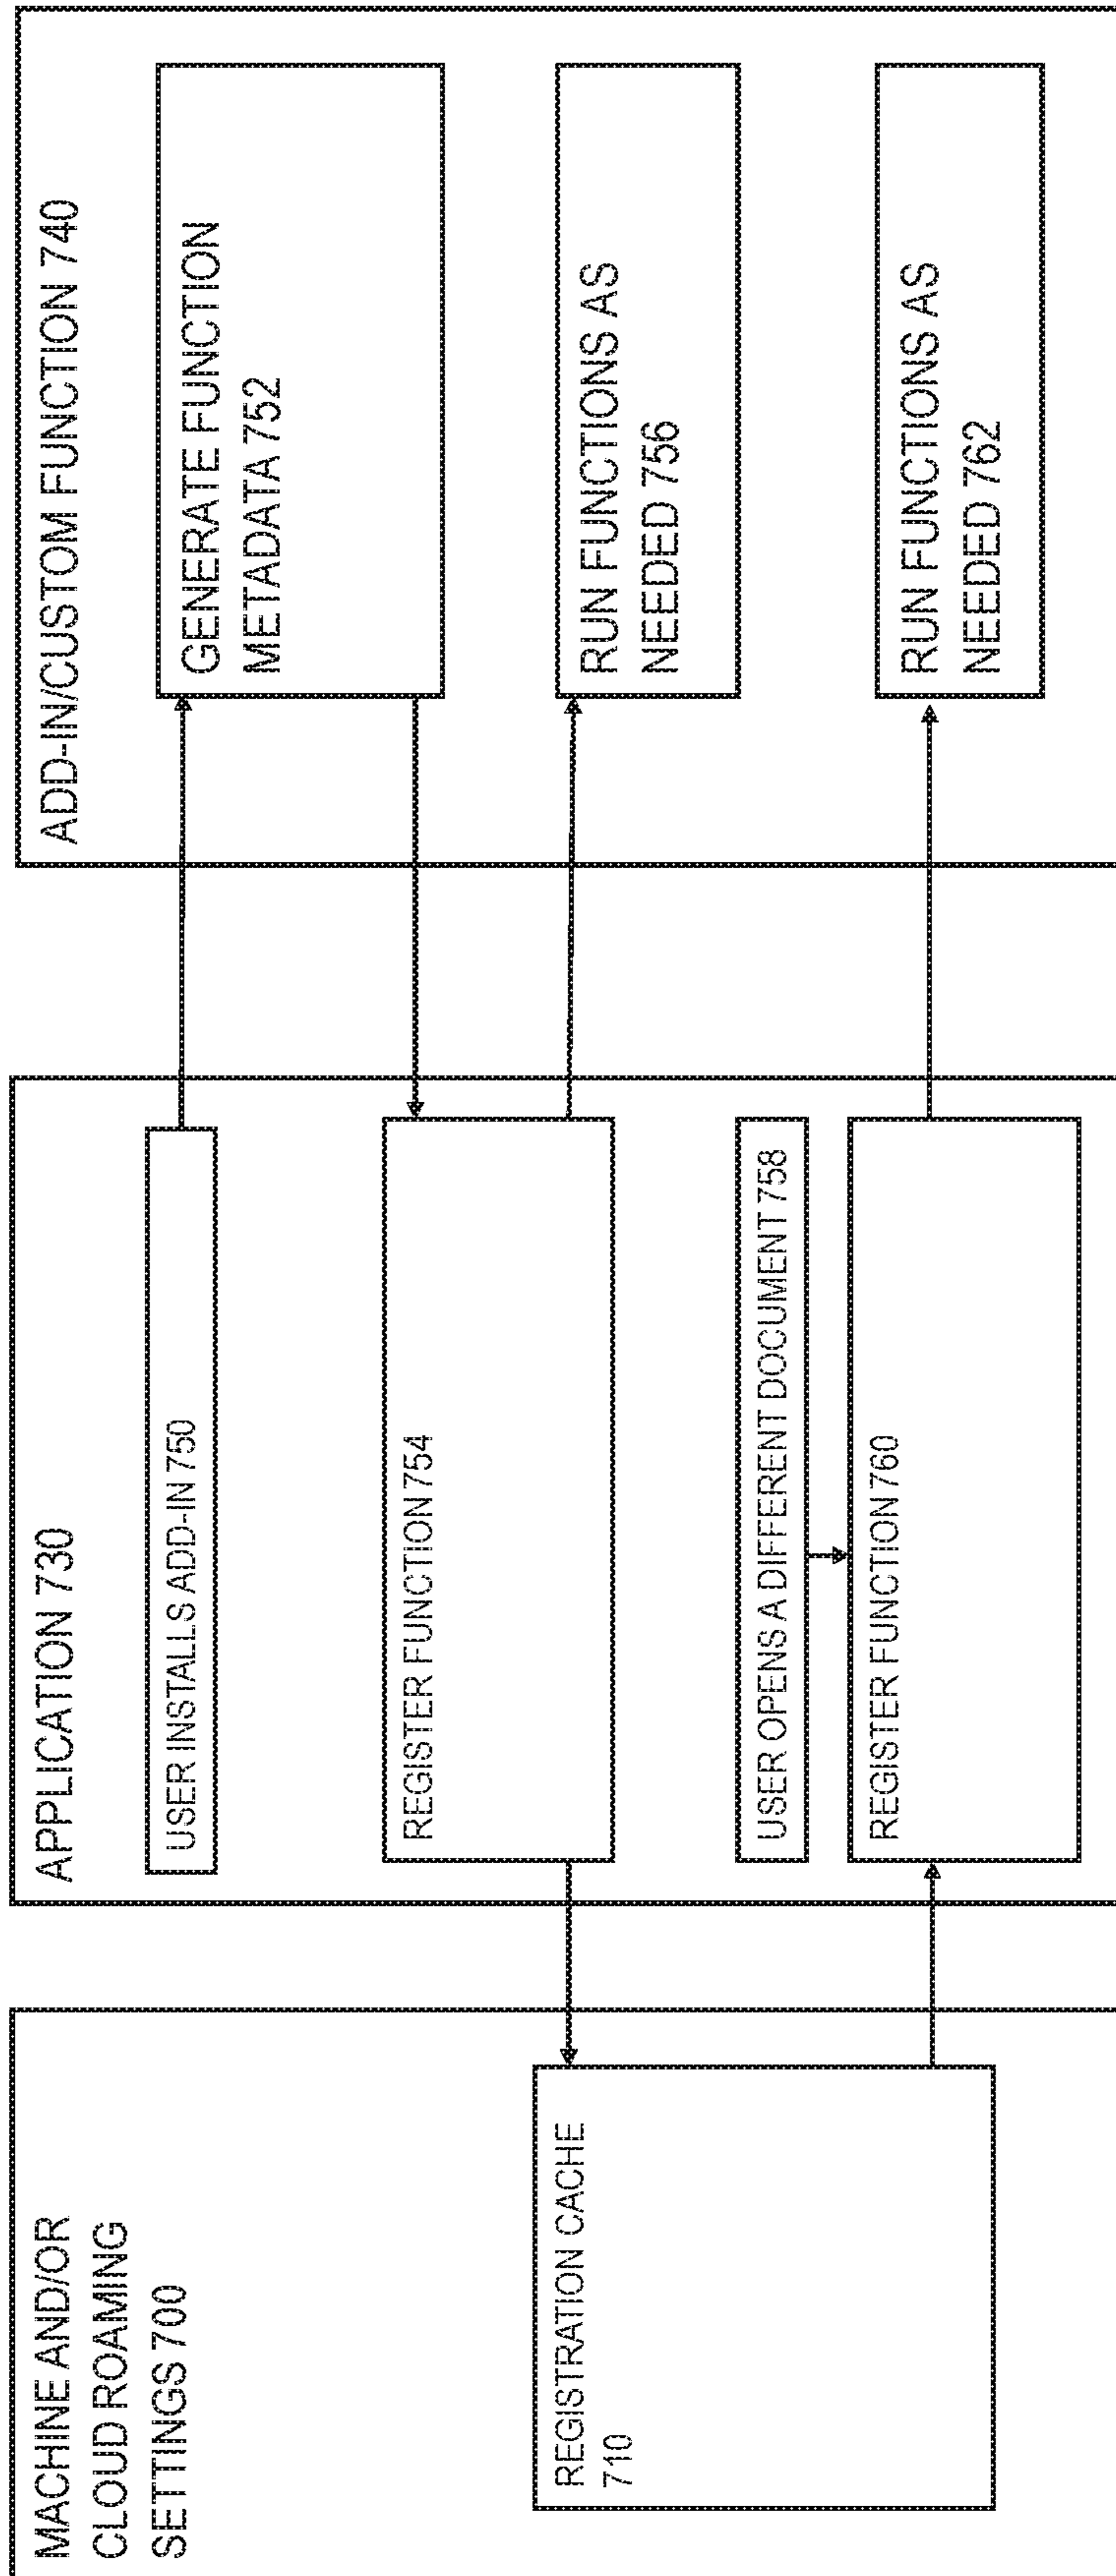 MACHINE AND/OR
CLOUD ROAMING
SETTINGS 700
REGISTRATION CACHE
710
APPLICATION 730
USER INSTALLS ADD-IN 750
REGISTER FUNCTION 754
USER OPENS A DIFFERENT DOCUMENT 758
REGISTER FUNCTION 760
ADD-IN/CUSTOM FUNCTION 740
GENERATE FUNCTION
METADATA 752
RUN FUNCTIONS AS
NEEDED 756
RUN FUNCTIONS AS
NEEDED 762